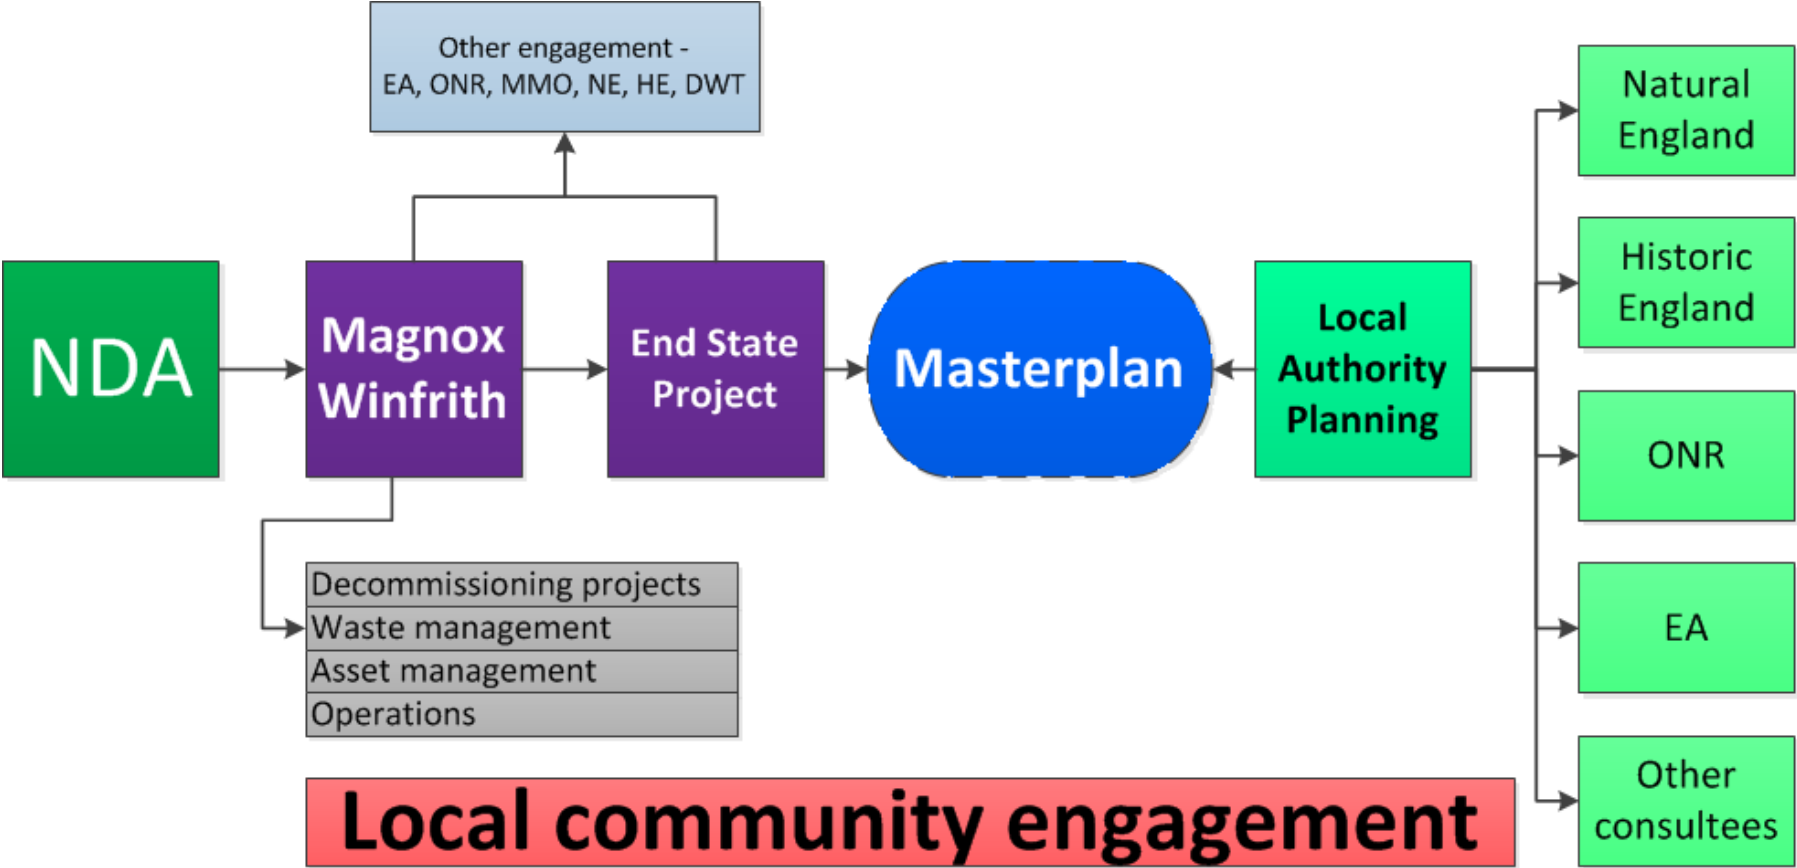 Other engagement -
EA, ONR, MMO, NE, HE, DWT
NDA
Magnox
Winfrith
End State
Project
Masterplan
Local
Authority
Planning
Natural
England
Historic
England
ONR
EA
Other
consultees
Decommissioning projects
Waste management
Asset management
Operations
Local community engagement